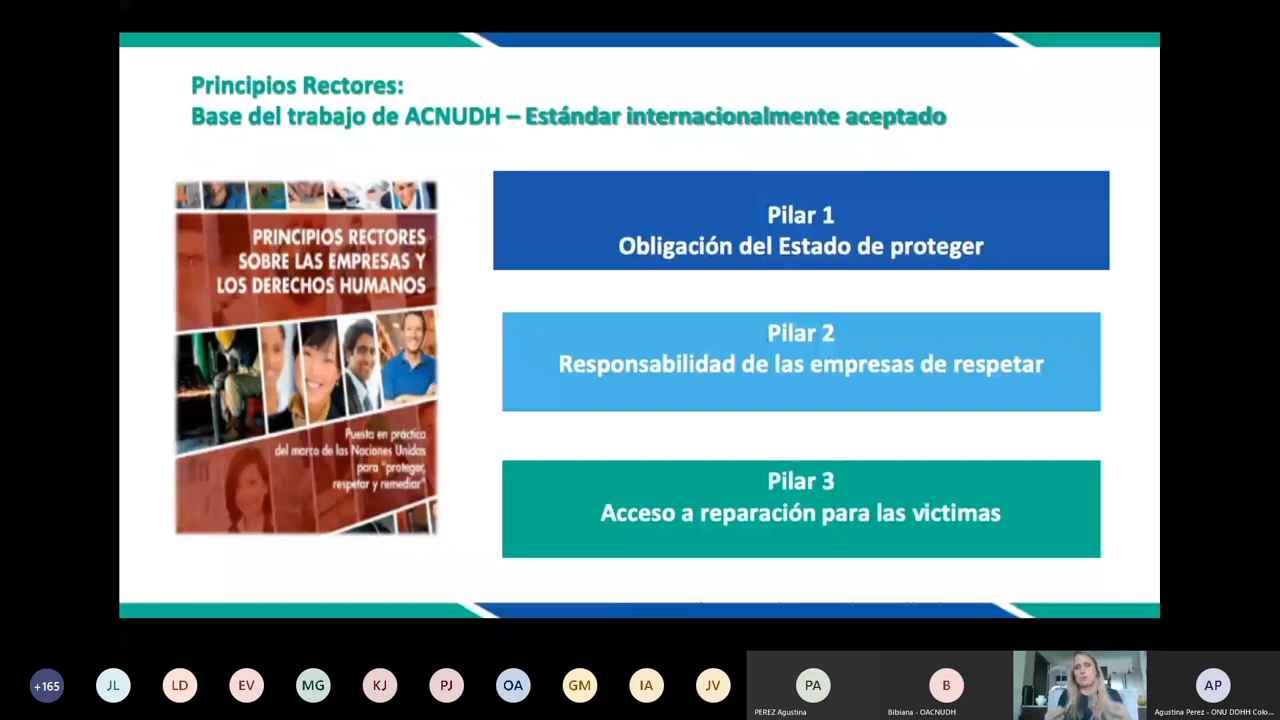 Principios Rectores:
Base del trabajo de ACNUDH – Estándar internacionalmente aceptado
PRINCIPIOS RECTORES
SOBRE LAS EMPRESAS Y
LOS DERECHOS HUMANOS
Puesta en práctica
del marco de las Naciones Unidas
para "proteger,
respetar y remediar"
Pilar 1
Obligación del Estado de proteger
Pilar 2
Responsabilidad de las empresas de respetar
Pilar 3
Acceso a reparación para las victimas
+165
JL
LD
EV
MG
KJ
PJ
OA
GM
IA
JV
PA
PEREZ Agustina
B
Bibiana - OACNUDH
AP
Agustina Perez - ONU DDHH Colo...